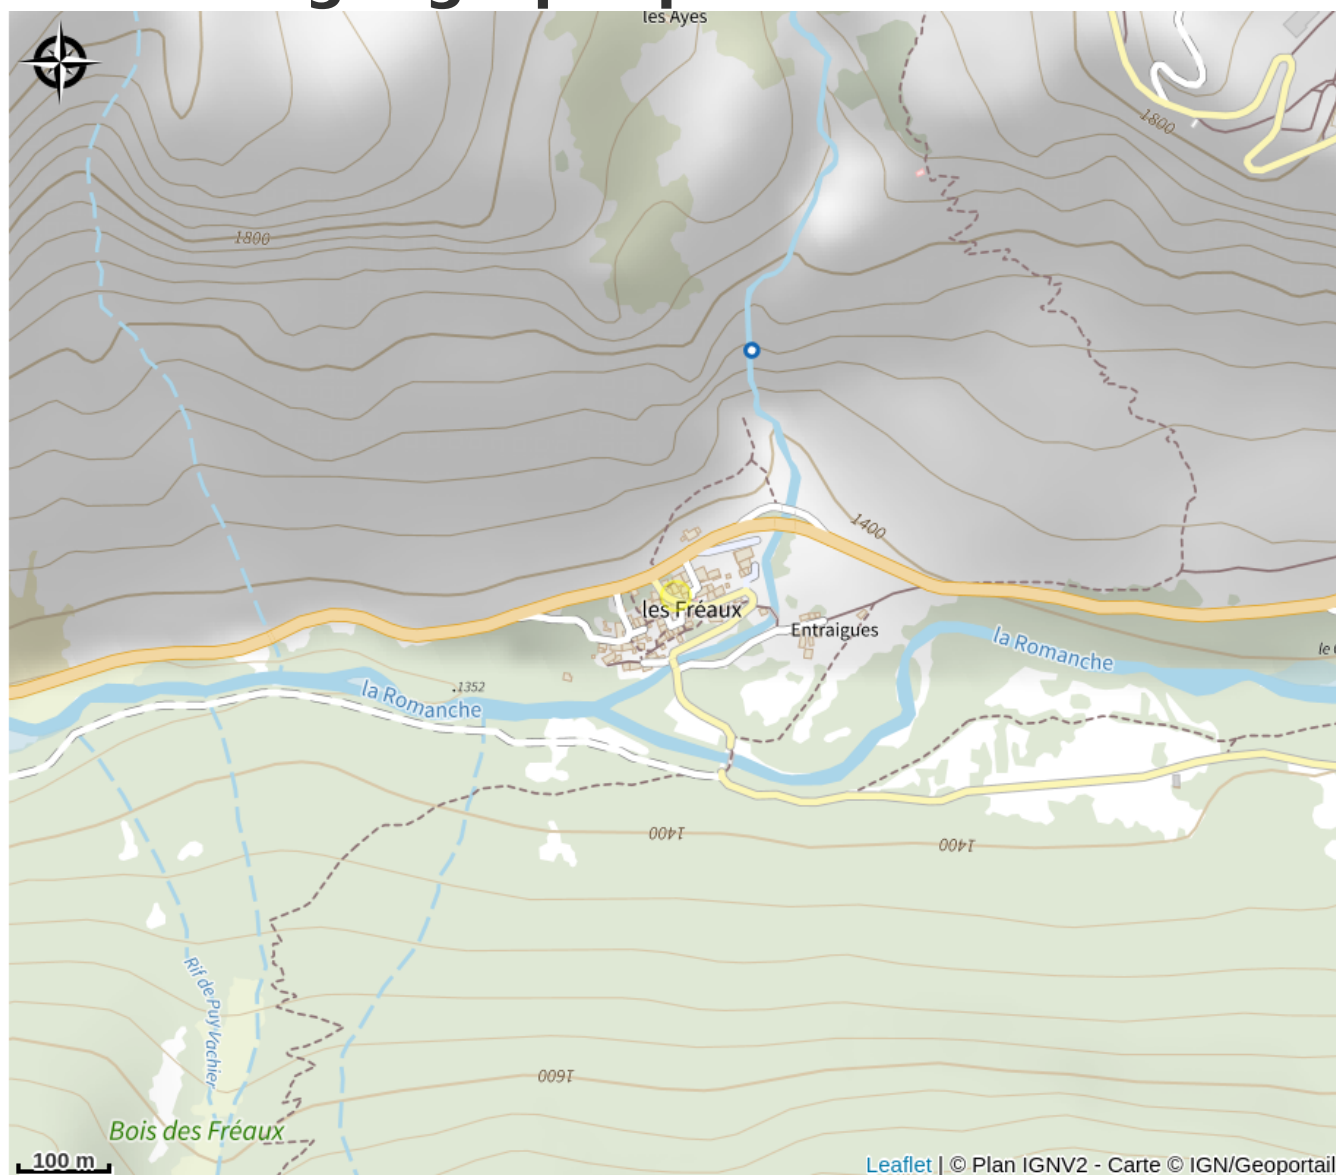 les Ayes
1800
1800
1400
les Fréaux
Entraigues
la Romanche
la Romanche
.1352
1400
1400
Rif de Puy Vachier
1600
Bois des Fréaux
100 m
Leaflet | © Plan IGNV2 - Carte © IGN/Geoportail